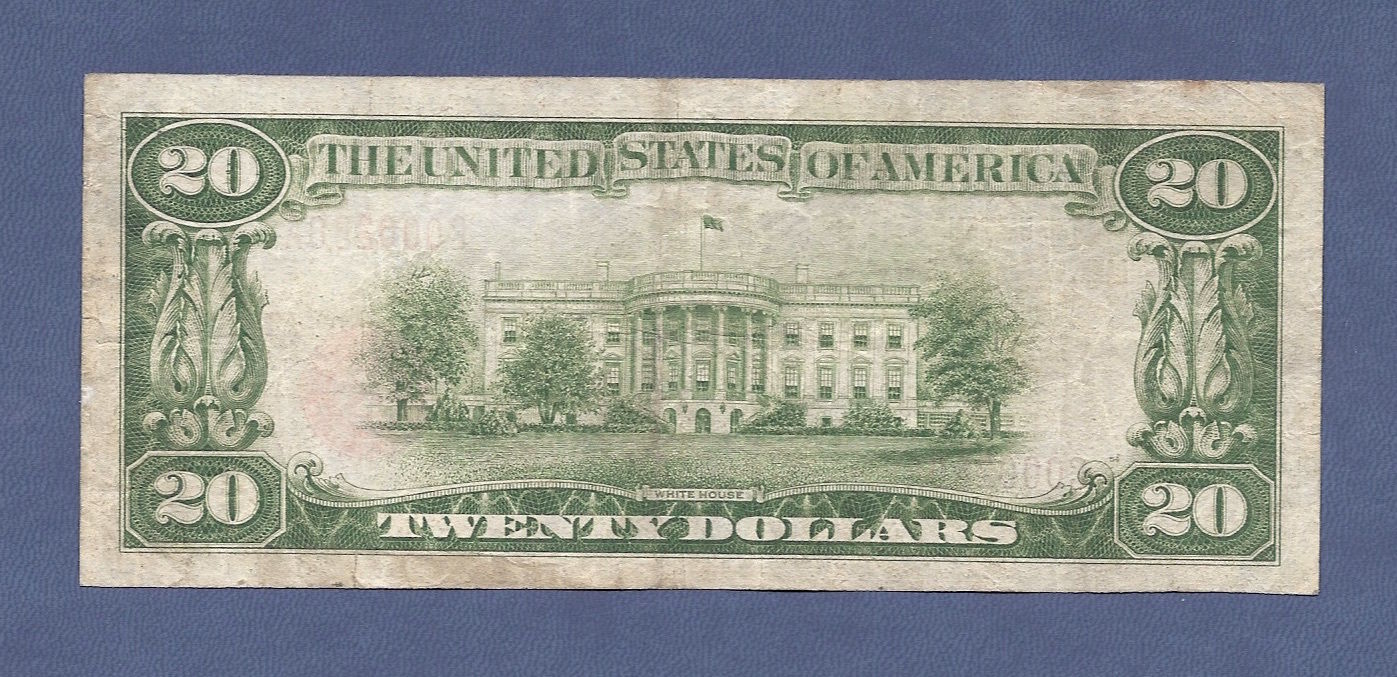 20 THE UNITED STATES OF AMERICA 20
WHITE HOUSE
20 TWENTY DOLLARS 20